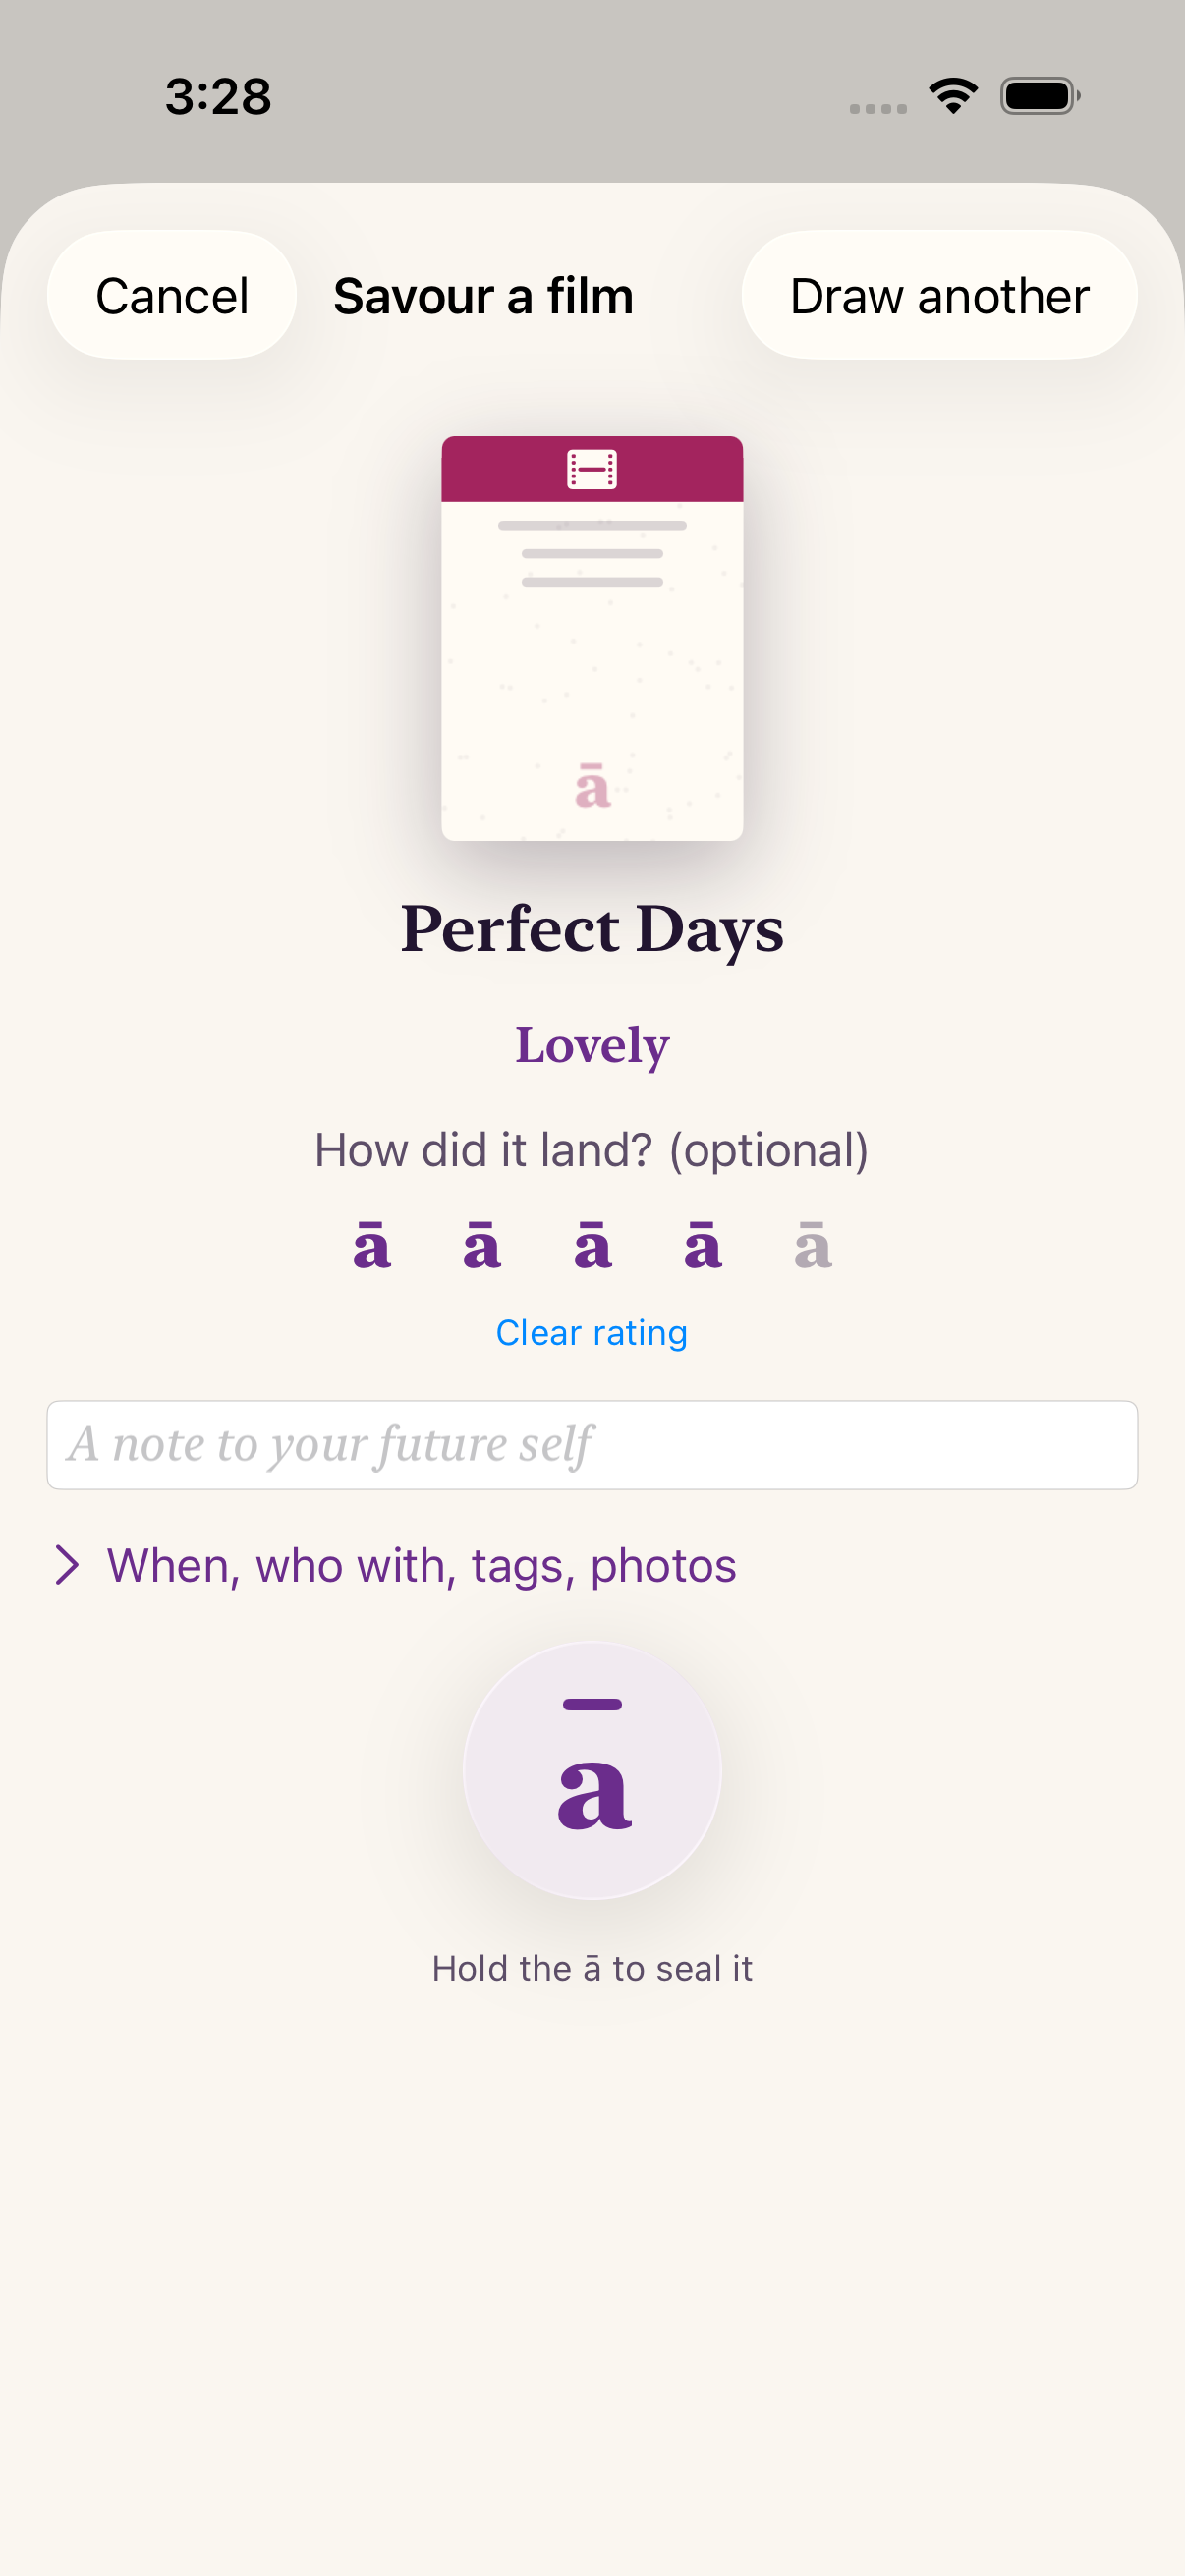 3:28
Cancel
Savour a film
Draw another
ā
Perfect Days
Lovely
How did it land? (optional)
ā ā ā ā ā
Clear rating
A note to your future self
When, who with, tags, photos
ā
Hold the ā to seal it